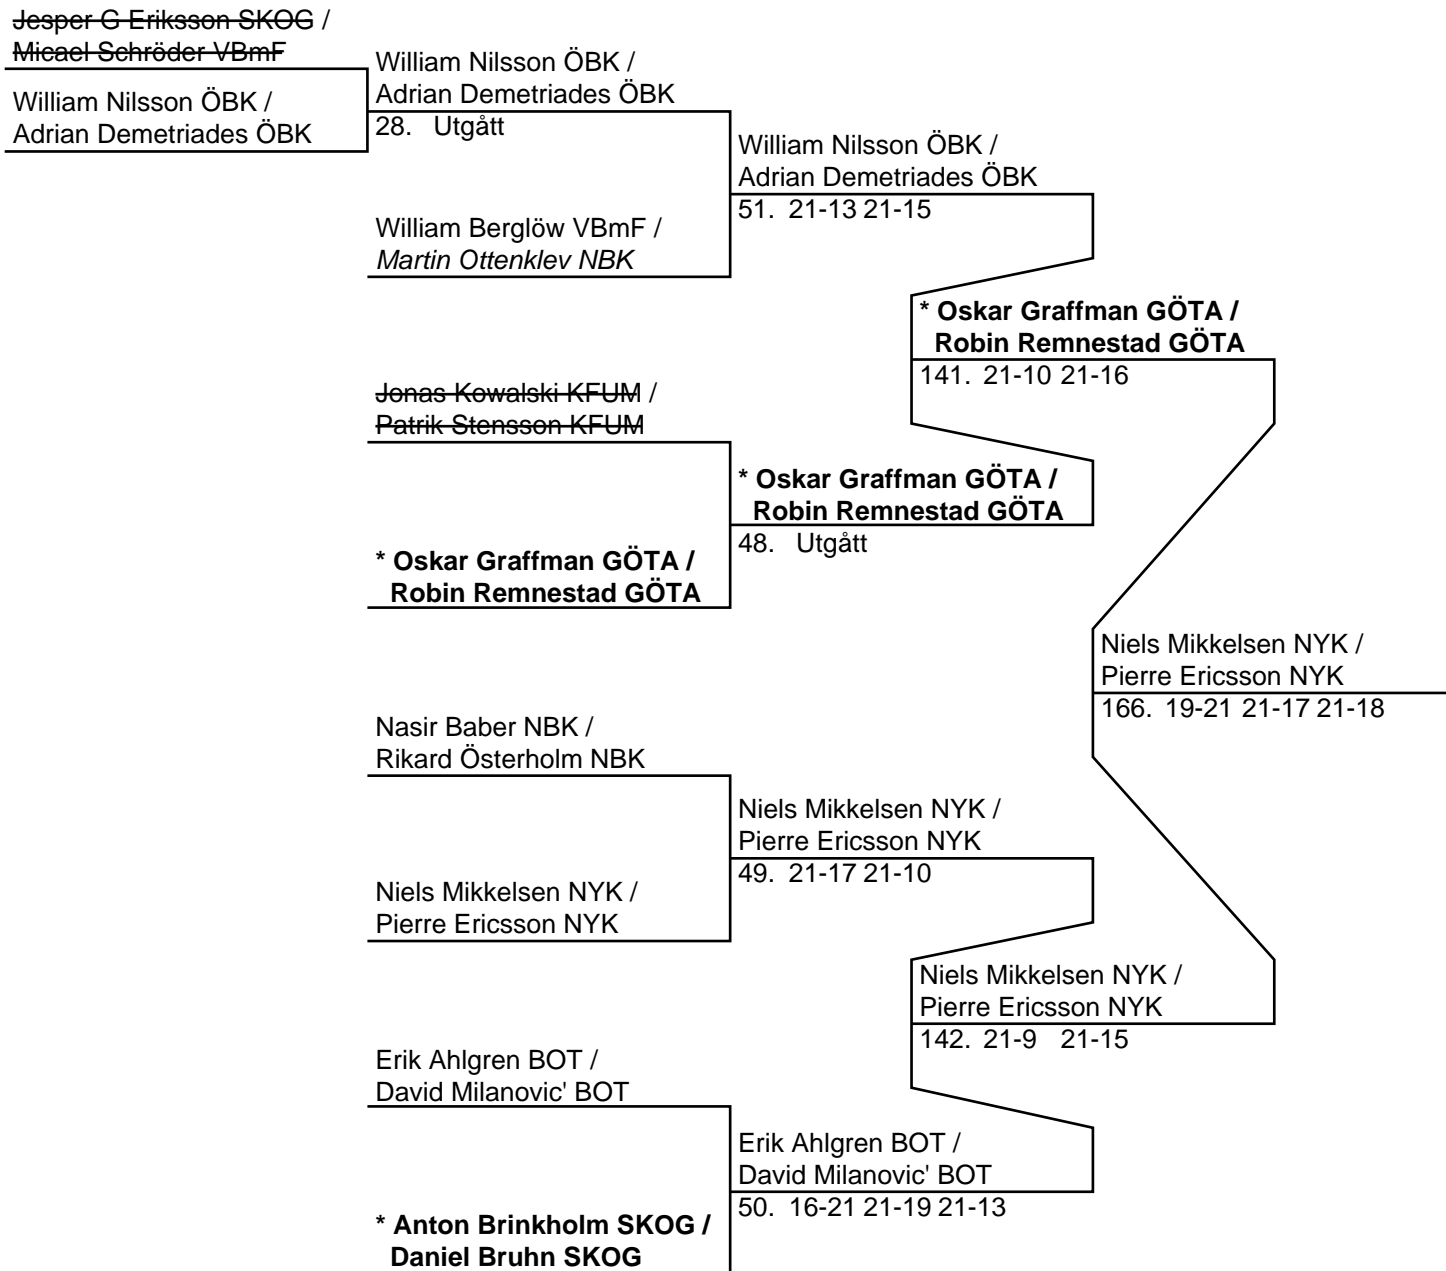 Jesper G Eriksson SKOG /
Micael Schröder VBmF
William Nilsson ÖBK /
Adrian Demetriades ÖBK
William Nilsson ÖBK /
Adrian Demetriades ÖBK
28. Utgått
William Berglöw VBmF /
Martin Ottenklev NBK
William Nilsson ÖBK /
Adrian Demetriades ÖBK
51. 21-13 21-15
Jonas Kowalski KFUM /
Patrik Stensson KFUM
* Oskar Graffman GÖTA /
Robin Remnestad GÖTA
* Oskar Graffman GÖTA /
Robin Remnestad GÖTA
48. Utgått
* Oskar Graffman GÖTA /
Robin Remnestad GÖTA
141. 21-10 21-16
Nasir Baber NBK /
Rikard Österholm NBK
Niels Mikkelsen NYK /
Pierre Ericsson NYK
Niels Mikkelsen NYK /
Pierre Ericsson NYK
49. 21-17 21-10
Erik Ahlgren BOT /
David Milanovic' BOT
* Anton Brinkholm SKOG /
Daniel Bruhn SKOG
Erik Ahlgren BOT /
David Milanovic' BOT
50. 16-21 21-19 21-13
Niels Mikkelsen NYK /
Pierre Ericsson NYK
142. 21-9 21-15
Niels Mikkelsen NYK /
Pierre Ericsson NYK
166. 19-21 21-17 21-18